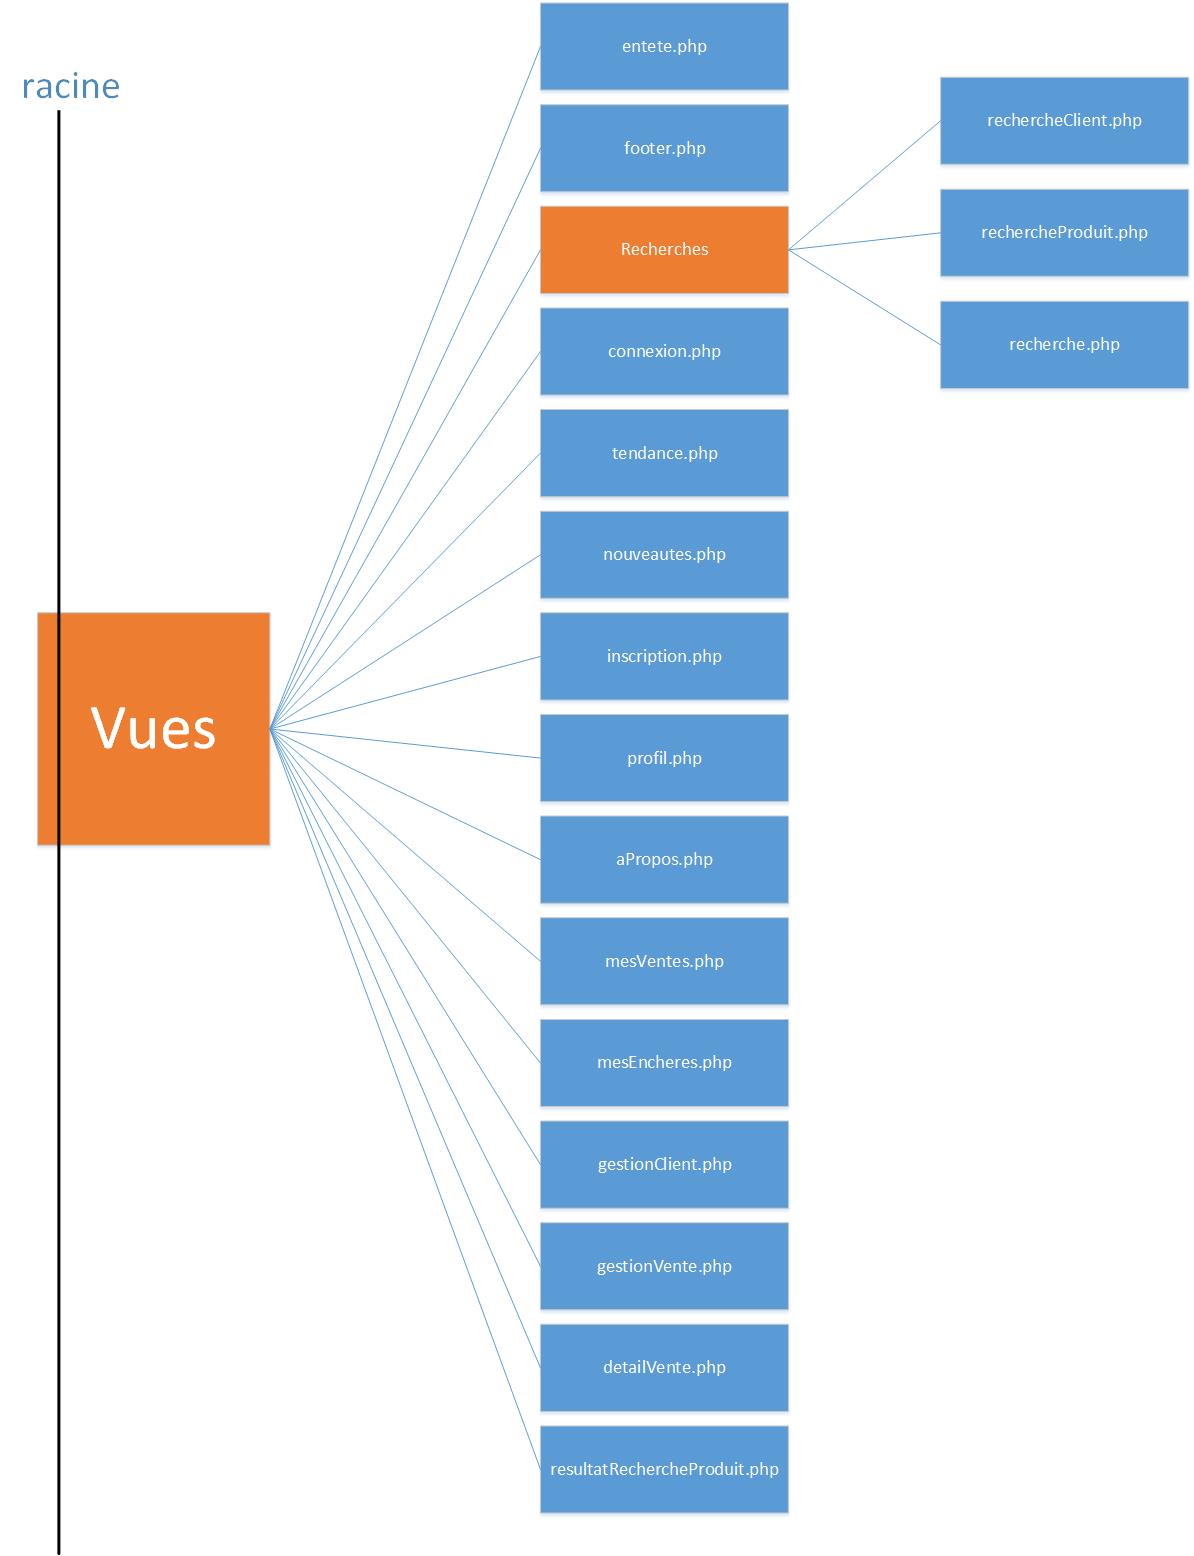 racine
Vues
entete.php
footer.php
Recherches
rechercheClient.php
rechercheProduit.php
recherche.php
connexion.php
tendance.php
nouveautes.php
inscription.php
profil.php
aPropos.php
mesVentes.php
mesEncheres.php
gestionClient.php
gestionVente.php
detailVente.php
resultatRechercheProduit.php